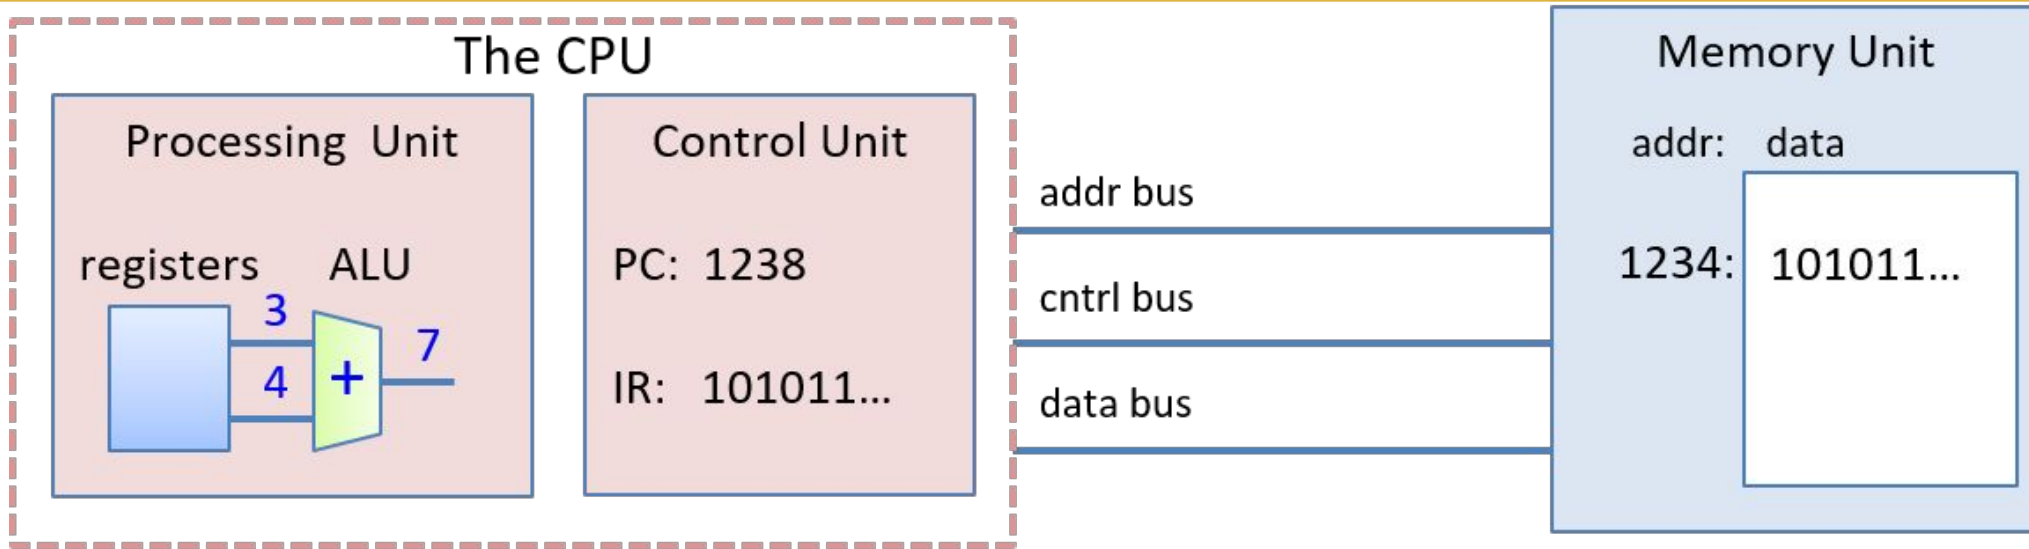 The CPU
Processing Unit
registers ALU
3
4
+
7
Control Unit
PC: 1238
IR: 101011...
addr bus
cntrl bus
data bus
Memory Unit
addr: data
1234: 101011...